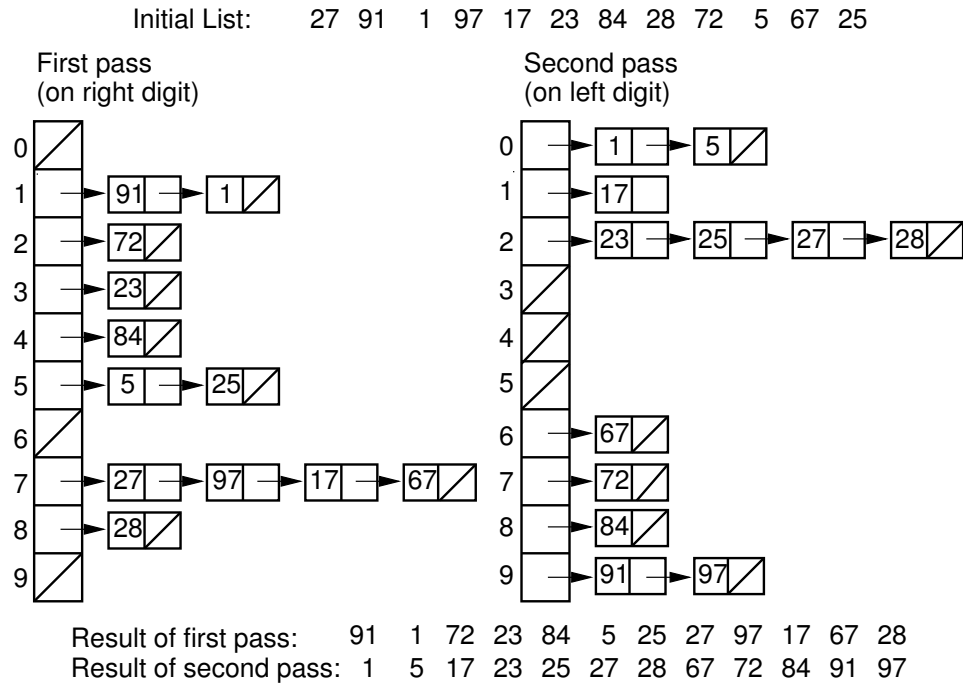 Initial List: 27 91 1 97 17 23 84 28 72 5 67 25
First pass
(on right digit)
0
1 91 1
2 72
3 23
4 84
5 5 25
6
7 27 97 17 67
8 28
9
Second pass
(on left digit)
0 1 5
1 17
2 23 25 27 28
3
4
5
6 67
7 72
8 84
9 91 97
Result of first pass: 91 1 72 23 84 5 25 27 97 17 67 28
Result of second pass: 1 5 17 23 25 27 28 67 72 84 91 97